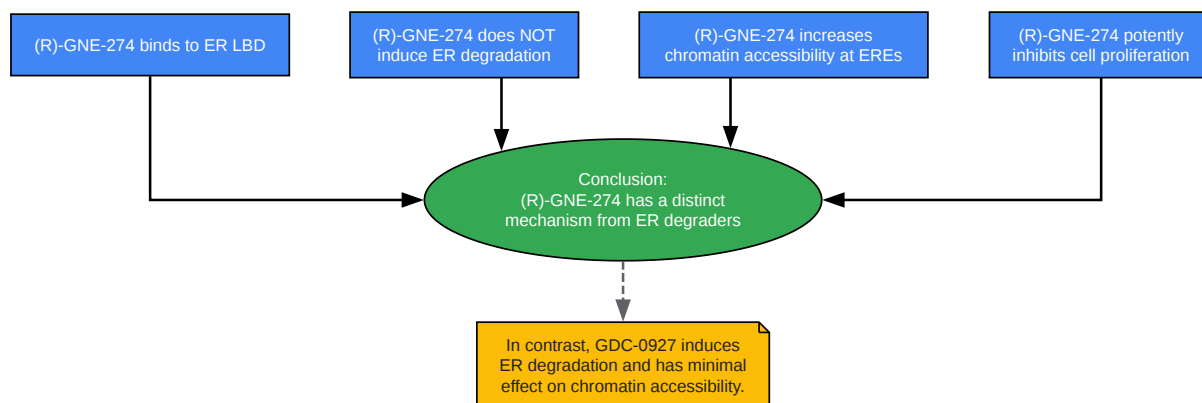 (R)-GNE-274 binds to ER LBD
(R)-GNE-274 does NOT
induce ER degradation
(R)-GNE-274 increases
chromatin accessibility at EREs
(R)-GNE-274 potently
inhibits cell proliferation
Conclusion:
(R)-GNE-274 has a distinct
mechanism from ER degraders
In contrast, GDC-0927 induces
ER degradation and has minimal
effect on chromatin accessibility.